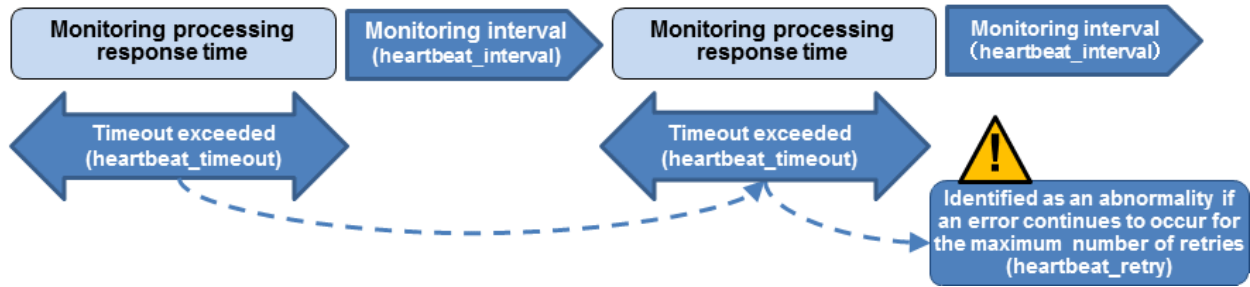 Monitoring processing
response time
Monitoring interval
(heartbeat_interval)
Monitoring processing
response time
Monitoring interval
（heartbeat_interval）
Timeout exceeded
(heartbeat_timeout)
Timeout exceeded
(heartbeat_timeout)
!
Identified as an abnormality if
an error continues to occur for
the maximum number of retries
(heartbeat_retry)